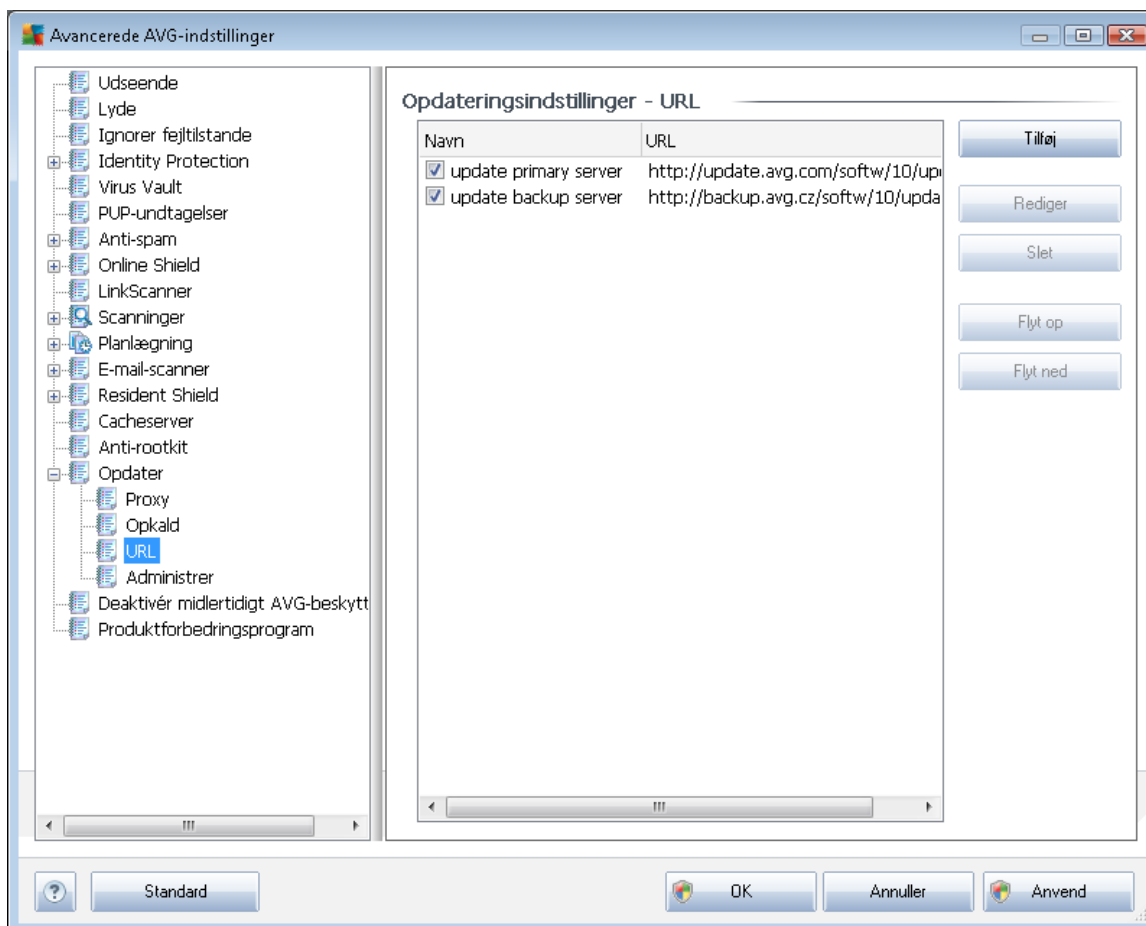 Avancerede AVG-indstillinger
Udseende
Lyde
Ignorer fejltilstande
Identity Protection
Virus Vault
PUP-undtagelser
Anti-spam
Online Shield
LinkScanner
Scanninger
Planlægning
E-mail-scanner
Resident Shield
Cacheserver
Anti-rootkit
Opdater
Proxy
Opkald
URL
Administrer
Deaktivér midlertidigt AVG-beskytt
Produktforbedringsprogram
Opdateringsindstillinger - URL
Navn URL
update primary server http://update.avg.com/softw/10/up
update backup server http://backup.avg.cz/softw/10/upda
Tilføj
Rediger
Slet
Flyt op
Flyt ned
Standard
OK
Annuller
Anvend